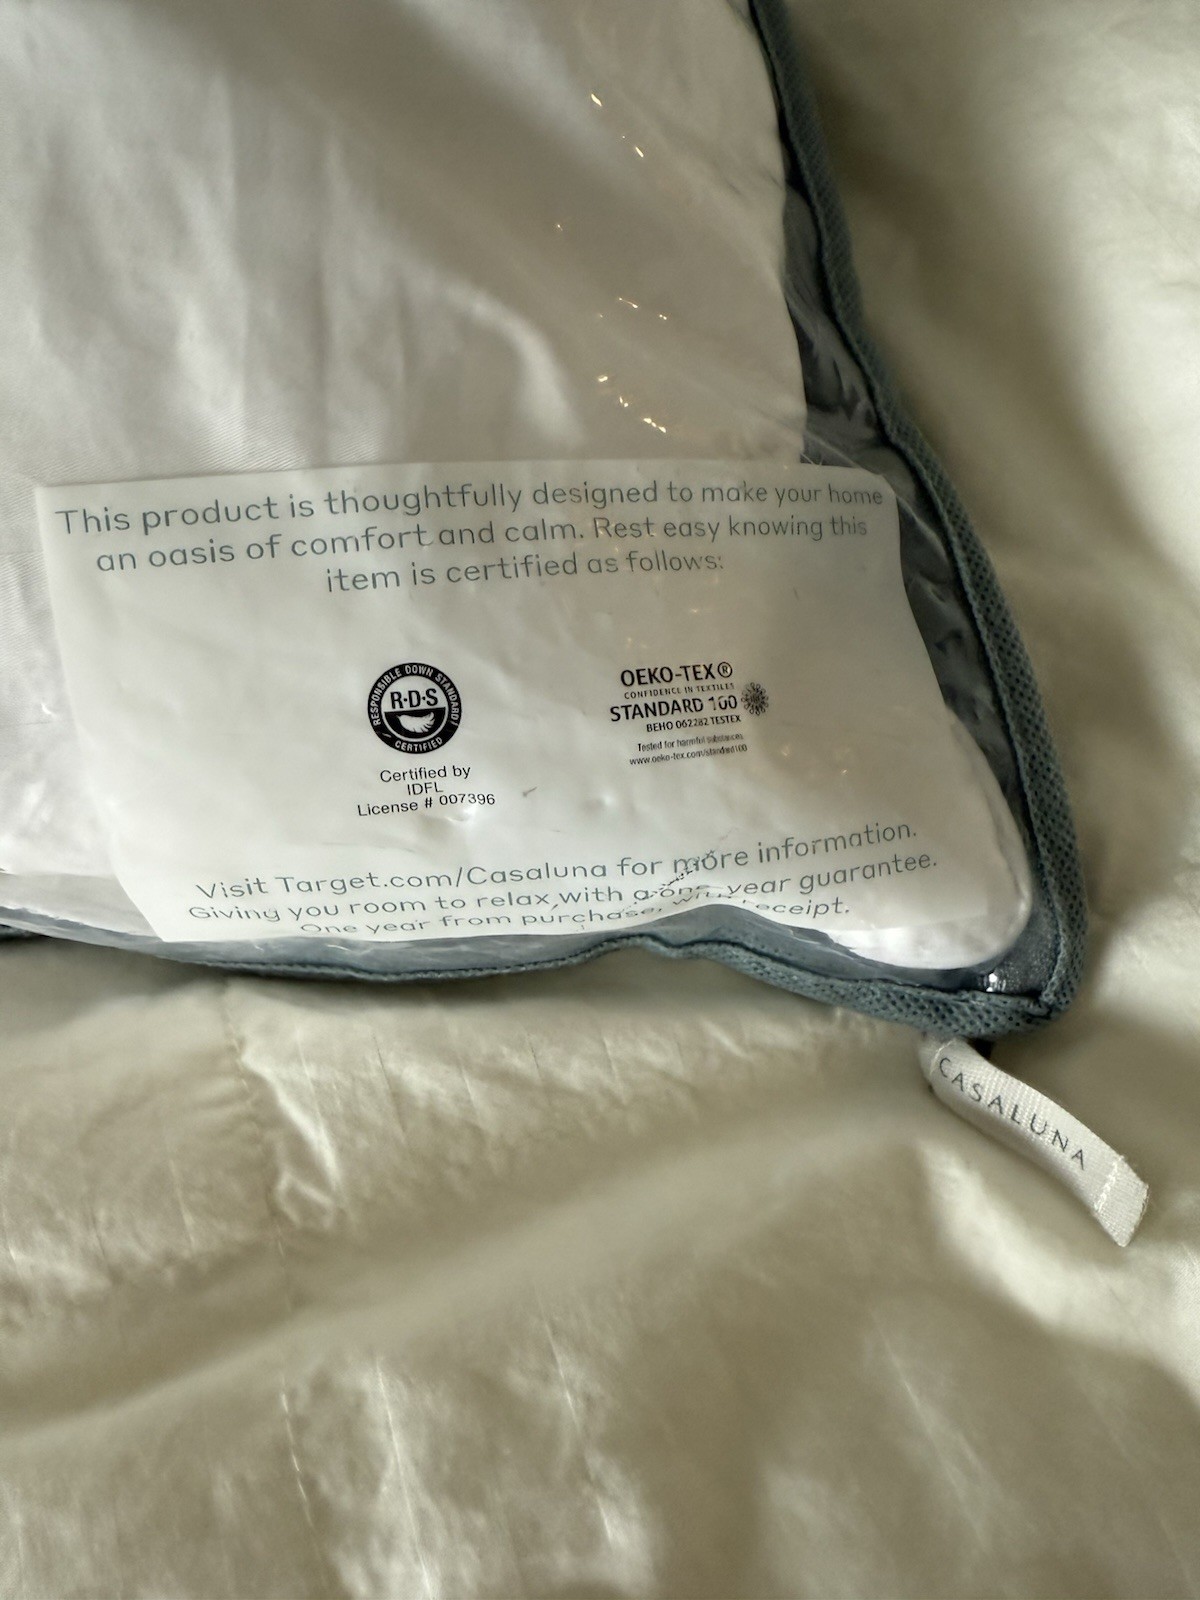 This product is thoughtfully designed to make your home
an oasis of comfort and calm. Rest easy knowing this
item is certified as follows:
RESPONSIBLE DOWN STANDARD
R·D·S
CERTIFIED
Certified by
IDFL
License # 007396
OEKO-TEX®
CONFIDENCE IN TEXTILES
STANDARD 100
BEHO 062282 TESTEX
Tested for harmful substances
www.oeko-tex.com/standard100
Visit Target.com/Casaluna for more information.
Giving you room to relax with a one year guarantee.
One year from purchase, with receipt.
CASALUNA